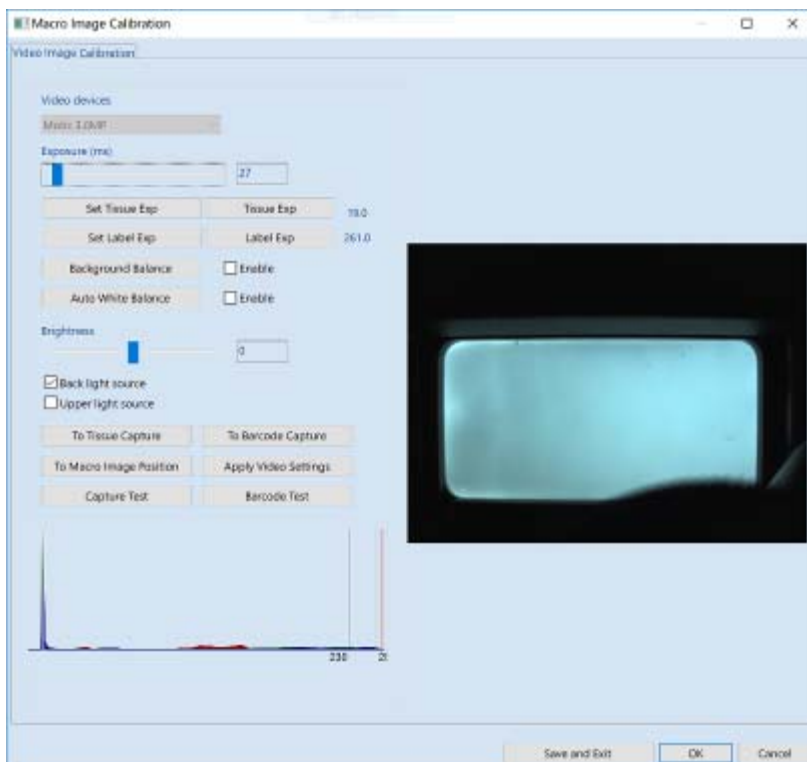 Macro Image Calibration
Video Image Calibration
Video devices
Motic 3.0MP
Exposure (ms)
27
Set Tissue Exp Tissue Exp 19.0
Set Label Exp Label Exp 261.0
Background Balance Enable
Auto White Balance Enable
Brightness
0
Back light source
Upper light source
To Tissue Capture To Barcode Capture
To Macro Image Position Apply Video Settings
Capture Test Barcode Test
230
Save and Exit OK Cancel